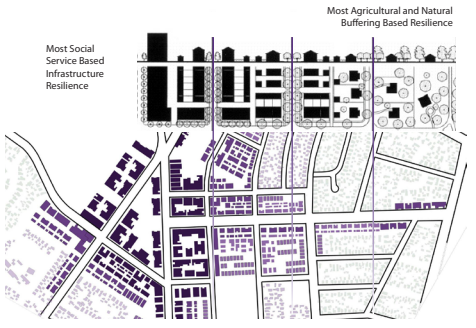 Most Agricultural and Natural
Buffering Based Resilience
Most Social
Service Based
Infrastructure
Resilience